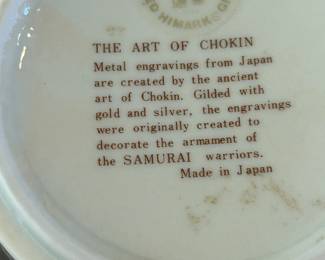 HIMARK
THE ART OF CHOKIN
Metal engravings from Japan
are created by the ancient
art of Chokin. Gilded with
gold and silver, the engravings
were originally created to
decorate the armament of
the SAMURAI warriors.
Made in Japan